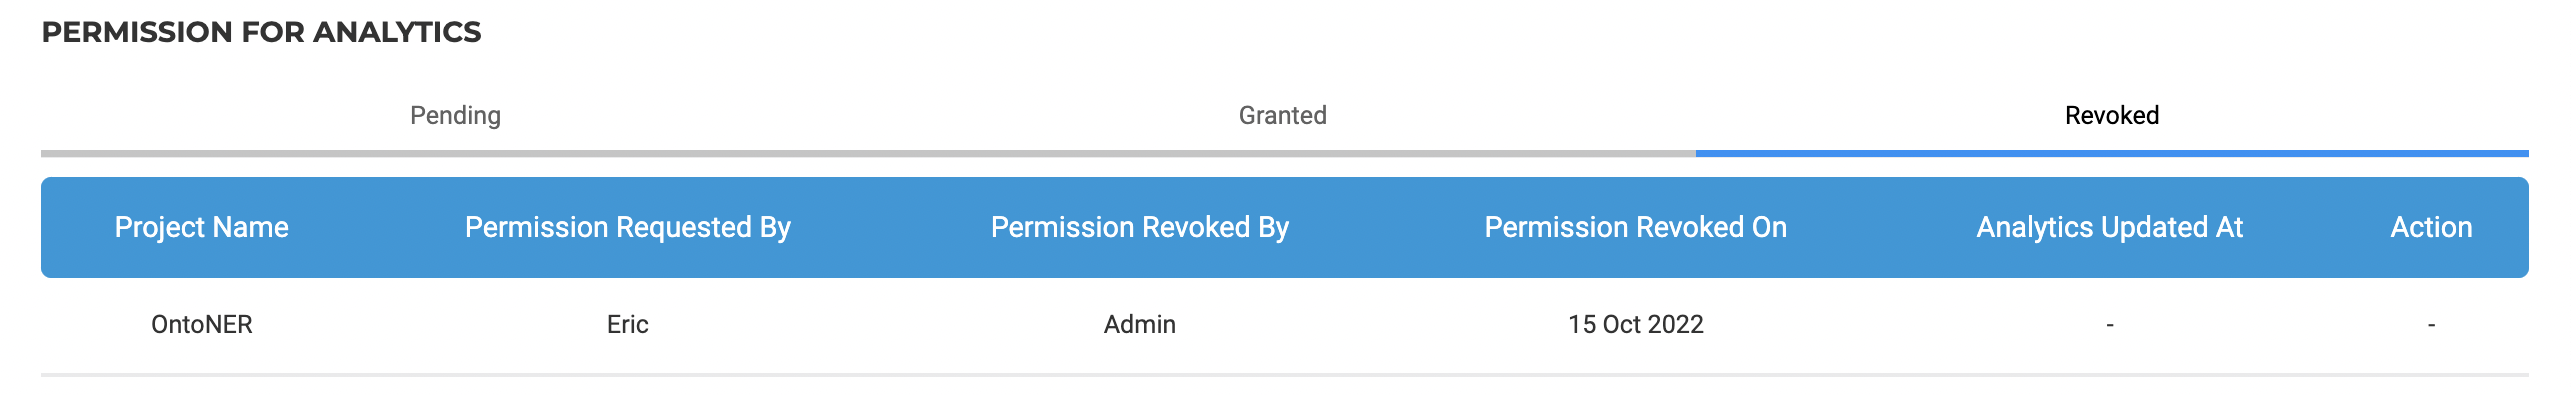 PERMISSION FOR ANALYTICS
Pending Granted Revoked
Project Name Permission Requested By Permission Revoked By Permission Revoked On Analytics Updated At Action
OntoNER Eric Admin 15 Oct 2022 - -